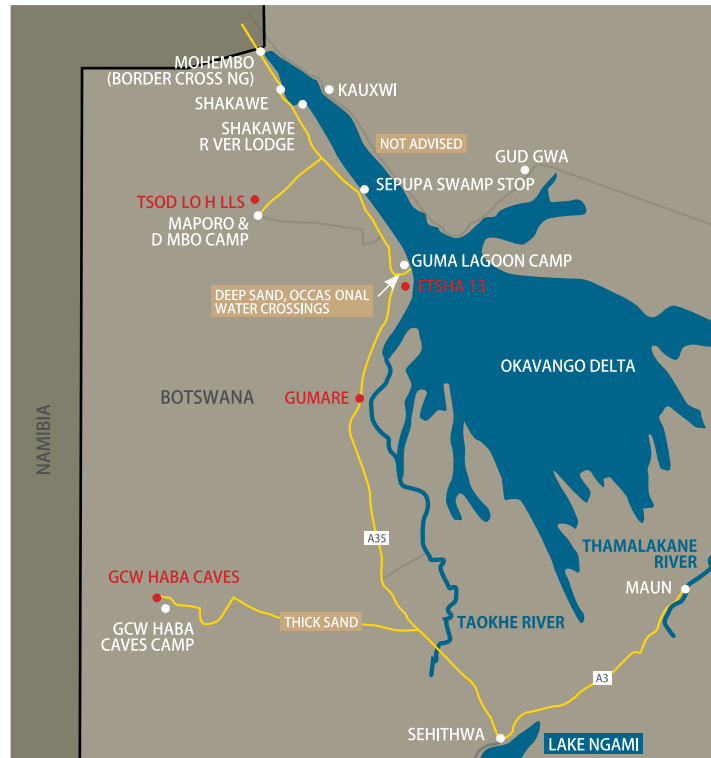 MOHEMBO
(BORDER CROSS NG)
KAUXWI
SHAKAWE
SHAKAWE
R VER LODGE
NOT ADVISED
GUD GWA
SEPUPA SWAMP STOP
TSOD LO H LLS
MAPORO &
D MBO CAMP
GUMA LAGOON CAMP
ETSHA 13
DEEP SAND, OCCAS ONAL
WATER CROSSINGS
OKAVANGO DELTA
BOTSWANA
GUMARE
NAMIBIA
A35
THAMALAKANE
RIVER
GCW HABA CAVES
MAUN
GCW HABA
CAVES CAMP
THICK SAND
TAOKHE RIVER
A3
SEHITHWA
LAKE NGAMI